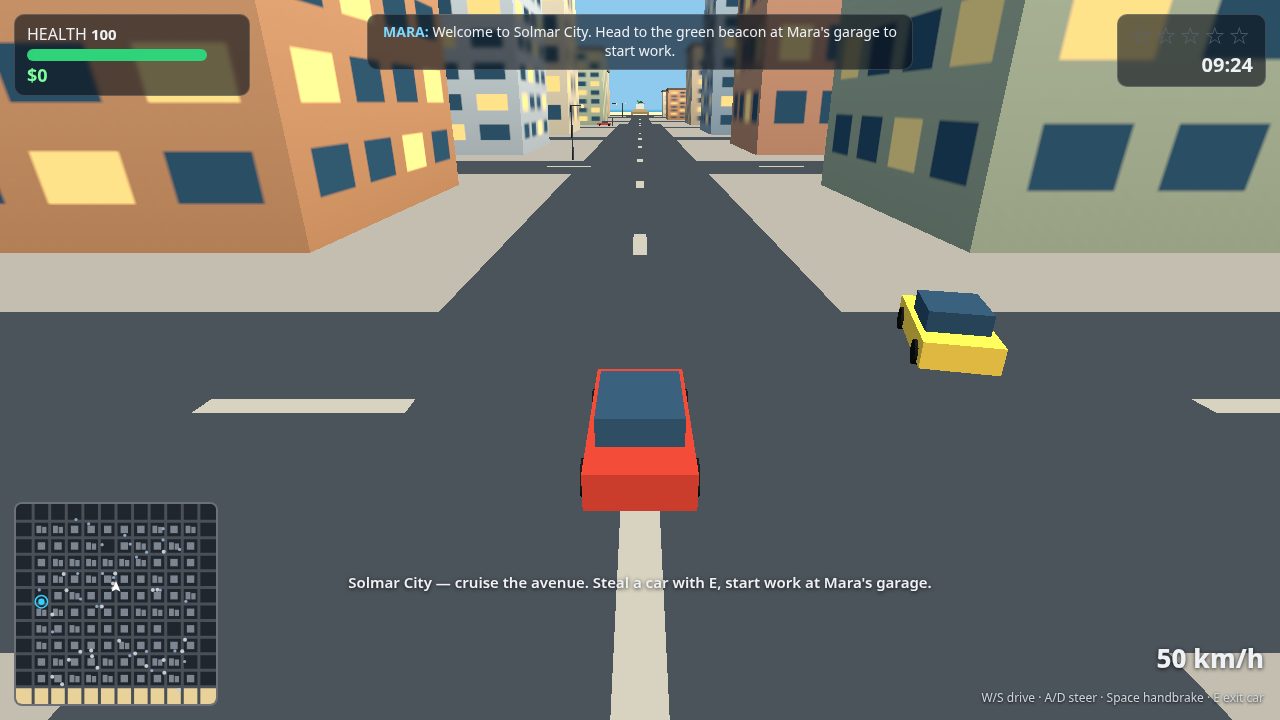 HEALTH 100
$0
MARA: Welcome to Solmar City. Head to the green beacon at Mara's garage to
start work.
09:24
Solmar City — cruise the avenue. Steal a car with E, start work at Mara's garage.
50 km/h
W/S drive · A/D steer · Space handbrake · E exit car